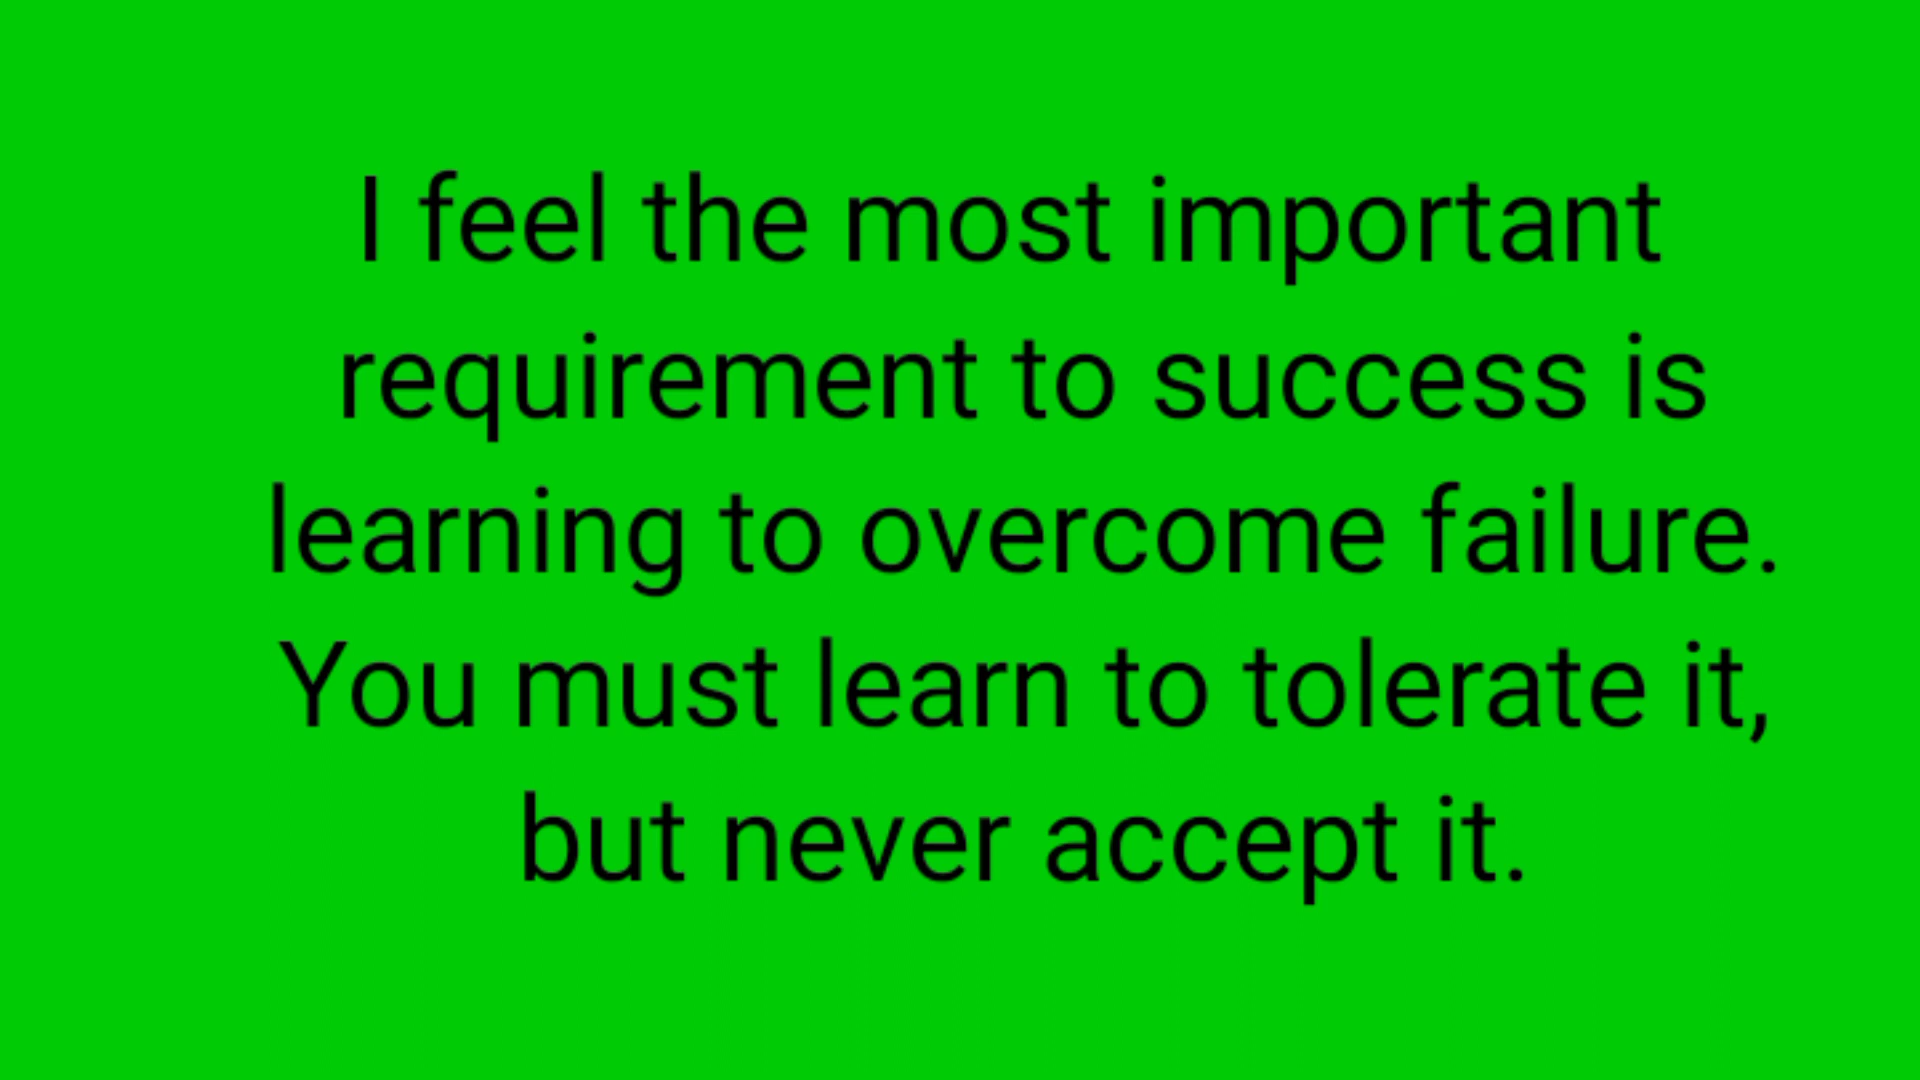 I feel the most important
requirement to success is
learning to overcome failure.
You must learn to tolerate it,
but never accept it.